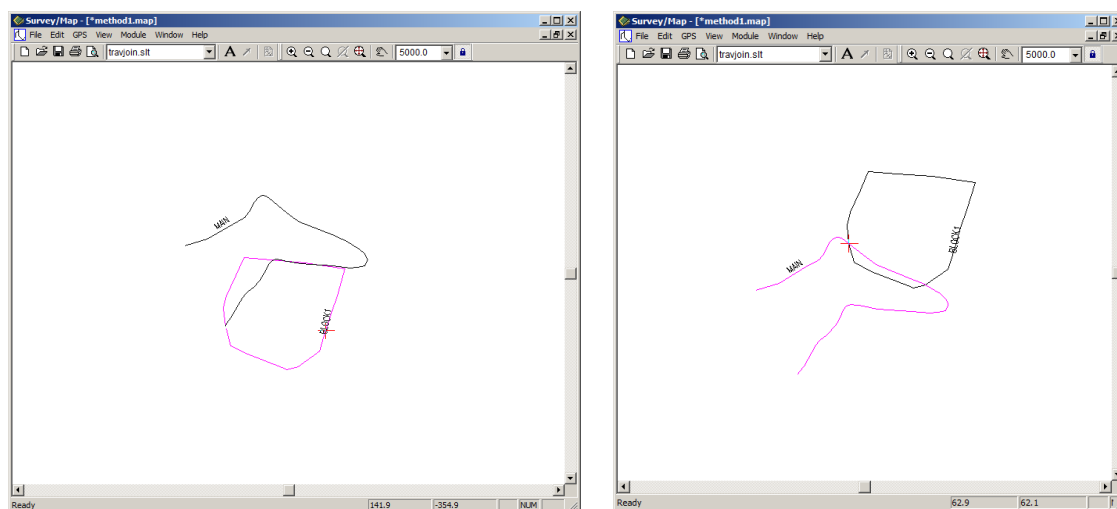 Survey/Map - [*method1.map]
File Edit GPS View Module Window Help
travjoin.slt
A
5000.0
MAIN
BLOCK1
Ready
141.9
-354.9
NUM
Survey/Map - [*method1.map]
File Edit GPS View Module Window Help
travjoin.slt
A
5000.0
BLOCK1
MAIN
Ready
62.9
62.1